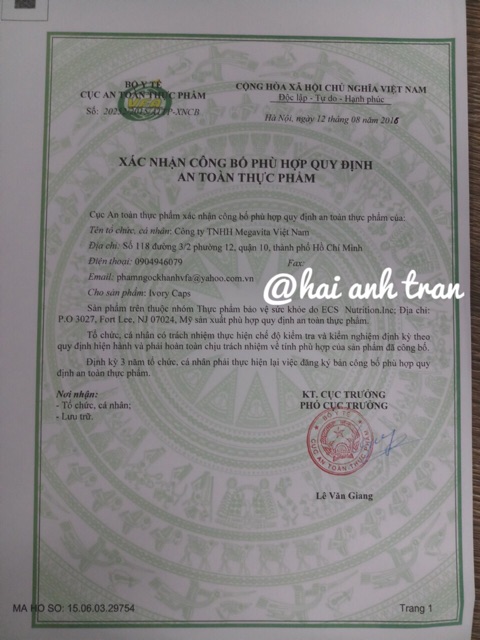 BỘ Y TẾ
CỤC AN TOÀN THỰC PHẨM
CỘNG HÒA XÃ HỘI CHỦ NGHĨA VIỆT NAM
Độc lập - Tự do - Hạnh phúc
Số: /ATTP-XNCB
Hà Nội, ngày 12 tháng 08 năm 2016
XÁC NHẬN CÔNG BỐ PHÙ HỢP QUY ĐỊNH
AN TOÀN THỰC PHẨM
Cục An toàn thực phẩm xác nhận công bố phù hợp quy định an toàn thực phẩm của:
Tên tổ chức, cá nhân: Công ty TNHH Megavita Việt Nam
Địa chỉ: Số 118 đường 3/2 phường 12, quận 10, thành phố Hồ Chí Minh
Điện thoại: 0904946079 Fax:
Email: phamngockhanhvfa@yahoo.com.vn
Cho sản phẩm: Ivory Caps
@hai anh tran
Sản phẩm trên thuộc nhóm Thực phẩm bảo vệ sức khỏe do ECS Nutrition.Inc; Địa chỉ:
P.O 3027, Fort Lee, NJ 07024, Mỹ sản xuất phù hợp quy định an toàn thực phẩm.
Tổ chức, cá nhân có trách nhiệm thực hiện chế độ kiểm tra và kiểm nghiệm định kỳ theo
quy định hiện hành và phải hoàn toàn chịu trách nhiệm về tính phù hợp của sản phẩm đã công bố.
Định kỳ 3 năm tổ chức, cá nhân phải thực hiện lại việc đăng ký bản công bố phù hợp quy
định an toàn thực phẩm.
Nơi nhận:
- Tổ chức, cá nhân;
- Lưu trữ.
KT. CỤC TRƯỞNG
PHÓ CỤC TRƯỞNG
BỘ Y TẾ
CỤC AN TOÀN THỰC PHẨM
Lê Văn Giang
MA HO SO: 15.06.03.29754
Trang 1